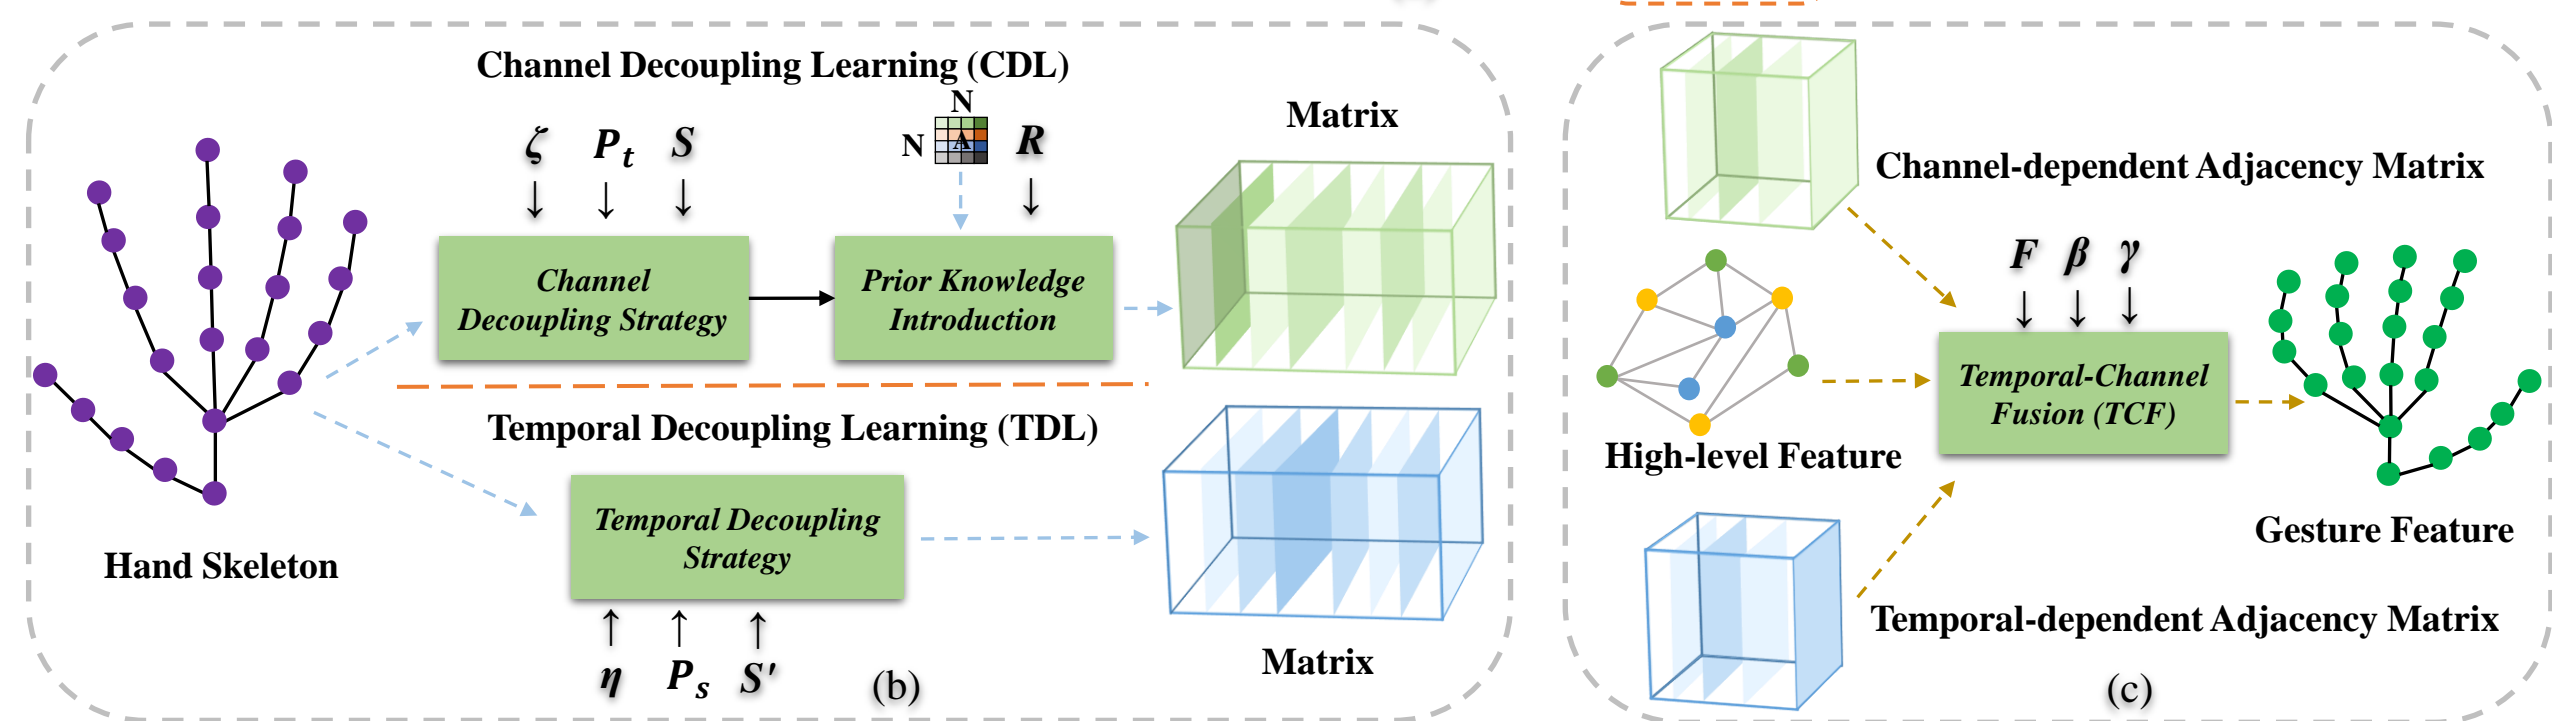 Channel Decoupling Learning (CDL)
ζ P_t S
N
N A R
Channel
Decoupling Strategy
Prior Knowledge
Introduction
Matrix
Hand Skeleton
Temporal Decoupling Learning (TDL)
Temporal Decoupling
Strategy
η P_s S'
Matrix
(b)
Channel-dependent Adjacency Matrix
F β γ
High-level Feature
Temporal-Channel
Fusion (TCF)
Gesture Feature
Temporal-dependent Adjacency Matrix
(c)